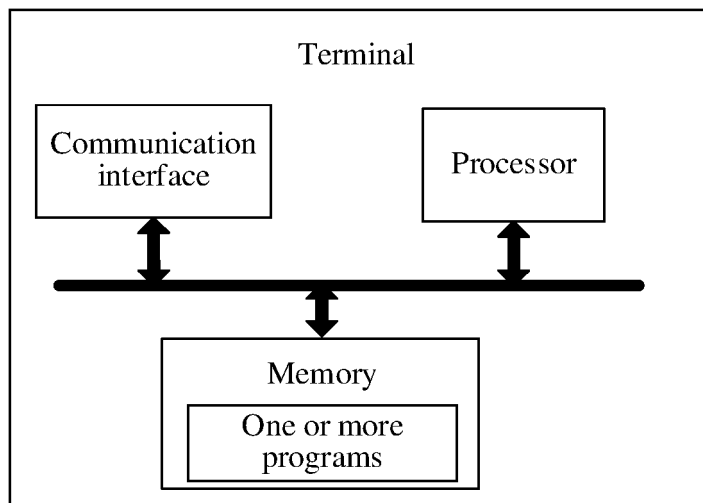 Terminal
Communication
interface
Processor
Memory
One or more
programs